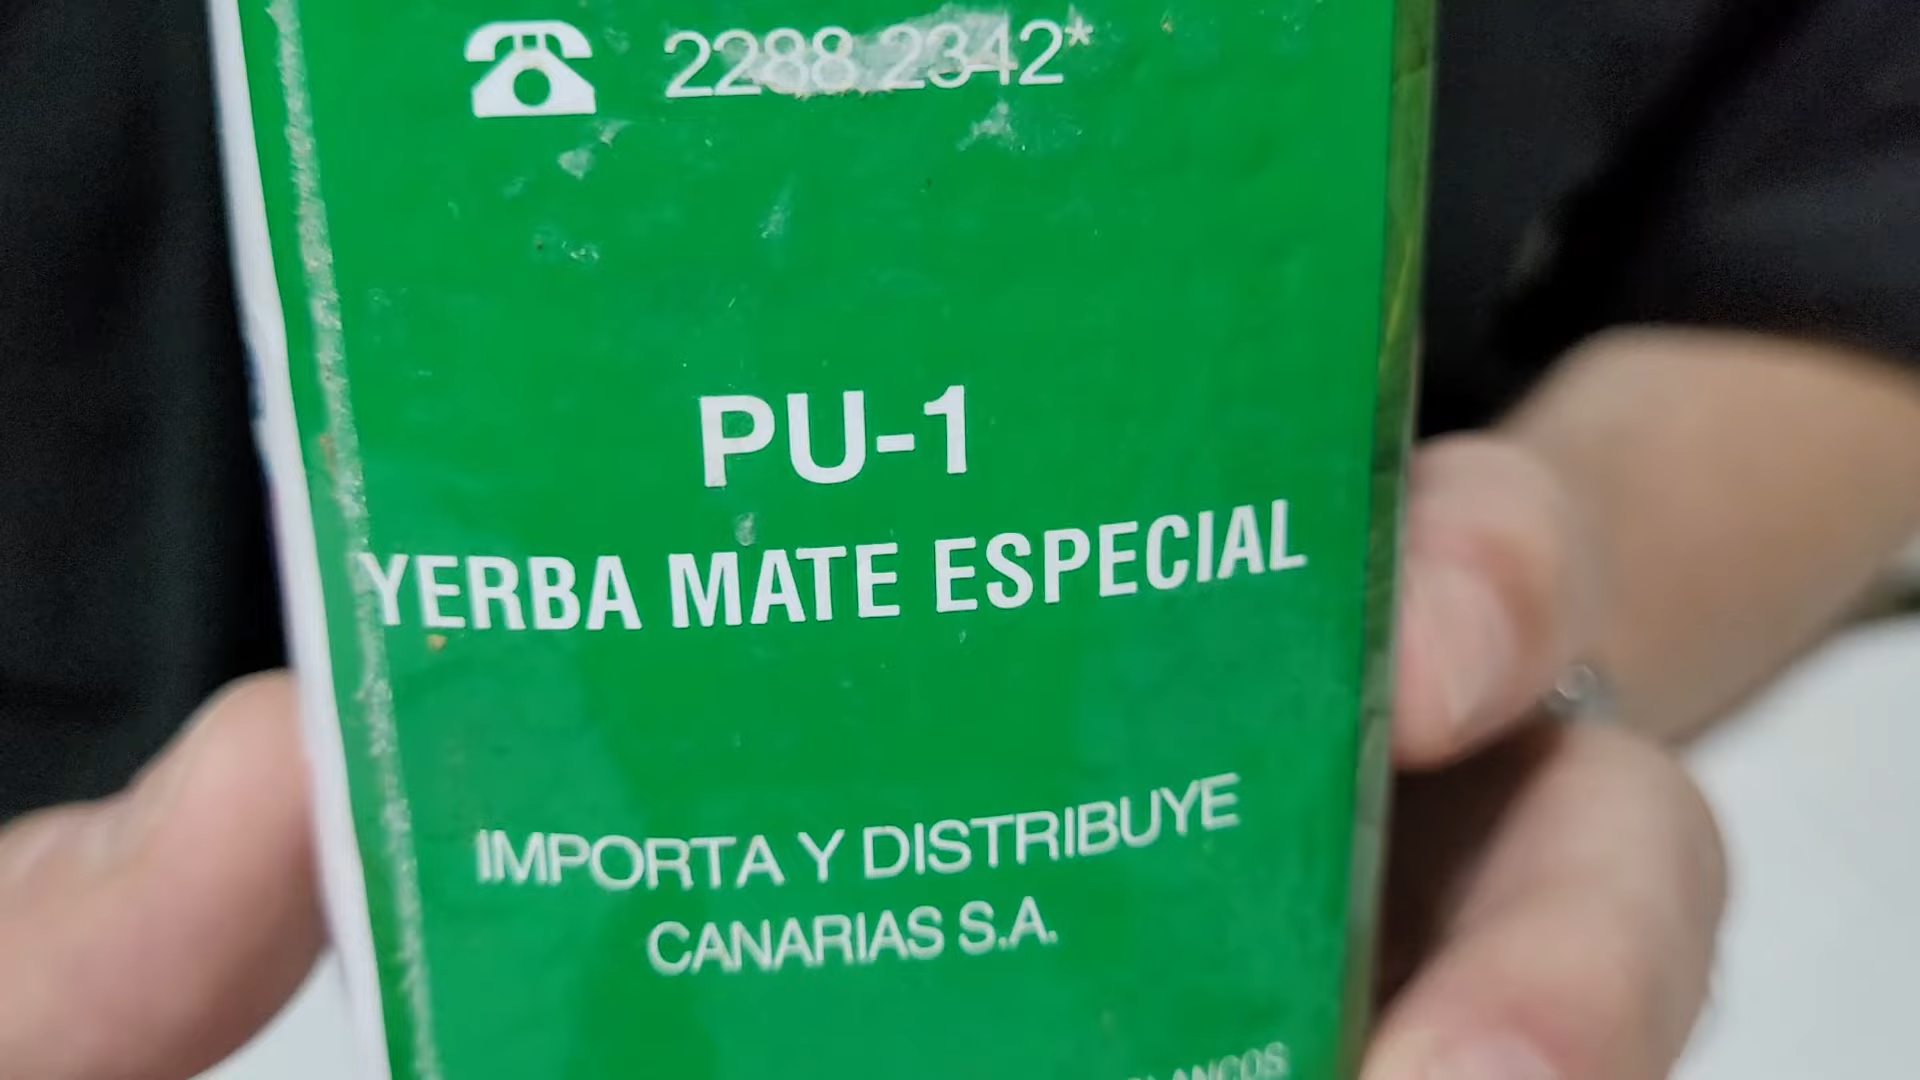 2288 2342*
PU-1
YERBA MATE ESPECIAL
IMPORTA Y DISTRIBUYE
CANARIAS S.A.